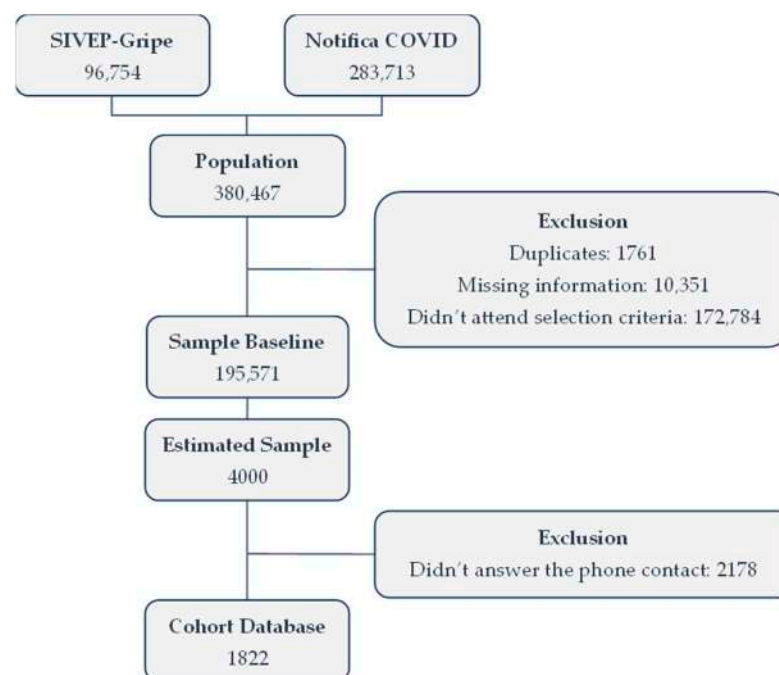 SIVEP-Gripe
96,754
Notifica COVID
283,713
Population
380,467
Exclusion
Duplicates: 1761
Missing information: 10,351
Didn't attend selection criteria: 172,784
Sample Baseline
195,571
Estimated Sample
4000
Exclusion
Didn't answer the phone contact: 2178
Cohort Database
1822